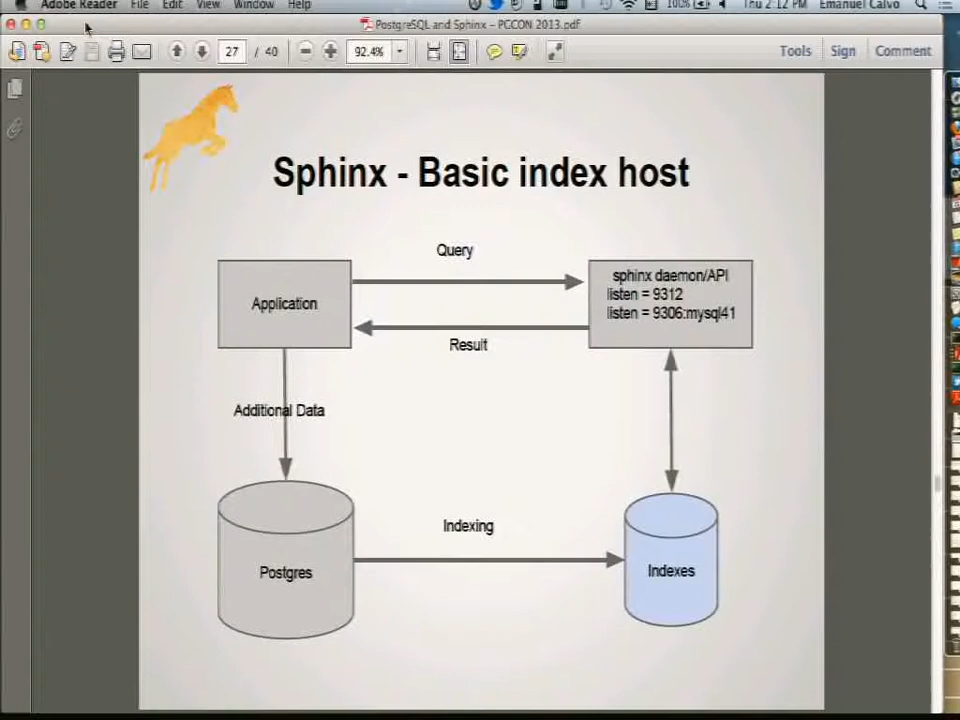 Adobe Reader File Edit View Window Help 100% Thu 2:12 PM Emanuel Calvo
PostgreSQL and Sphinx – PGCON 2013.pdf
27 / 40 92.4% Tools Sign Comment
Sphinx - Basic index host
Query
Application
sphinx daemon/API
listen = 9312
listen = 9306:mysql41
Result
Additional Data
Indexing
Postgres
Indexes